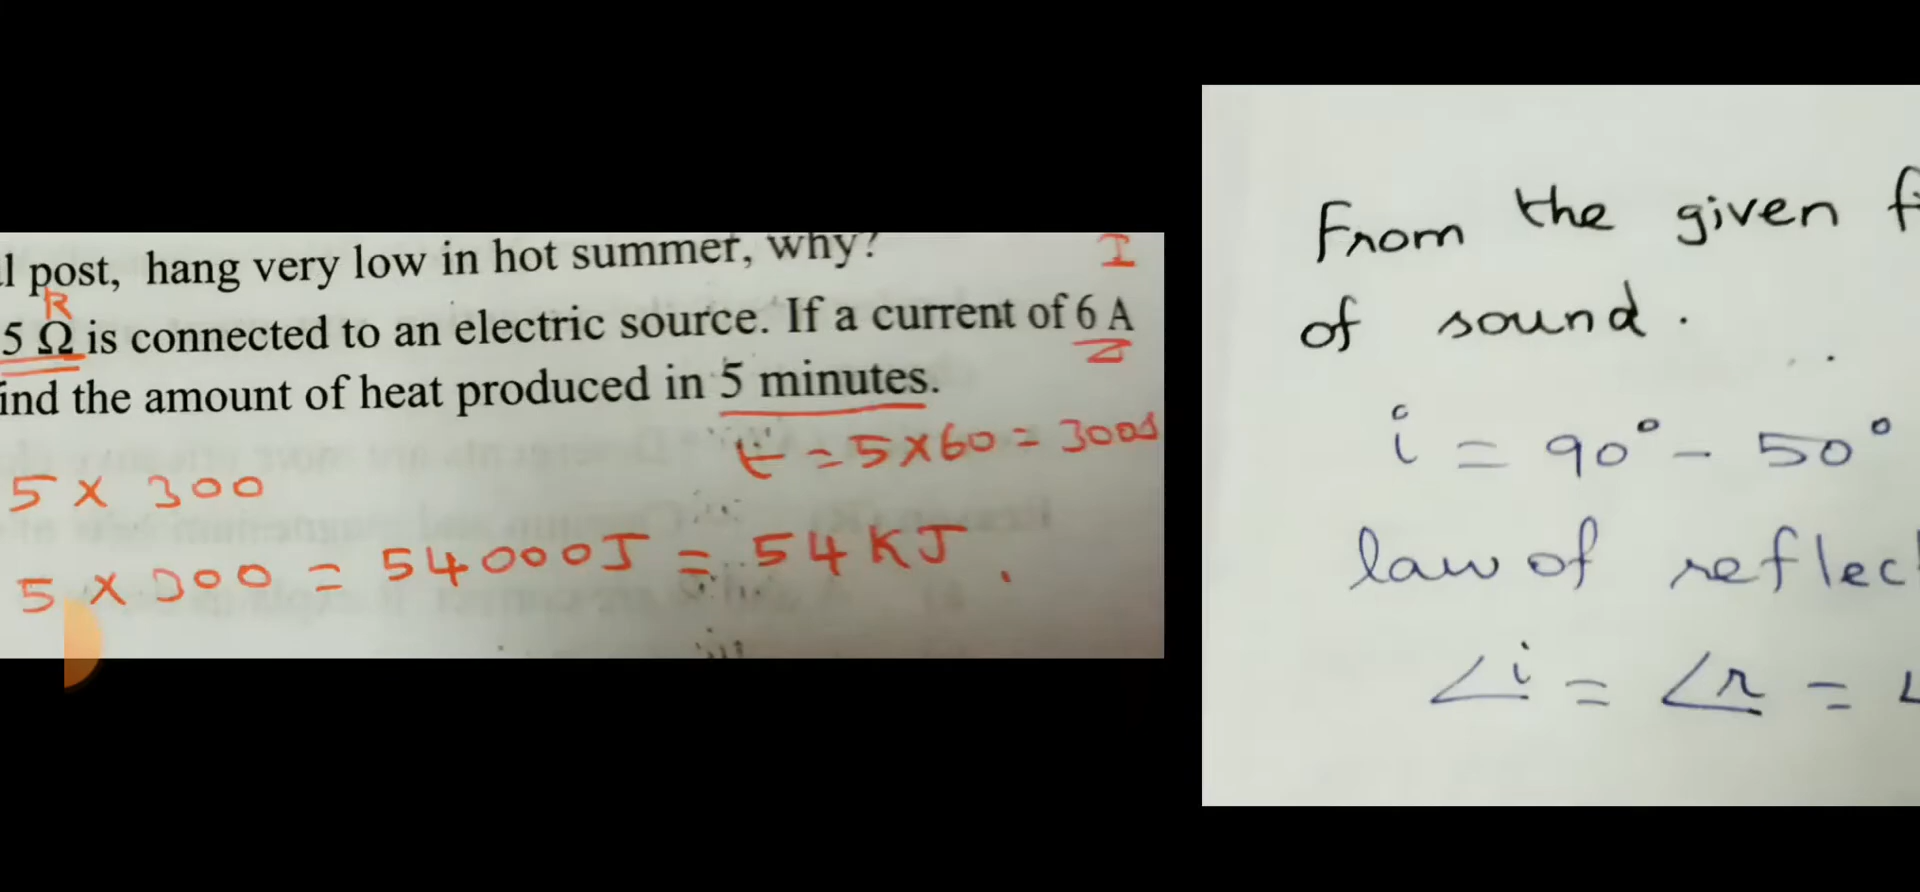 l post, hang very low in hot summer, why?
I
R
5 Ω is connected to an electric source. If a current of 6 A
ind the amount of heat produced in 5 minutes.
t = 5 x 60 = 300s
5 x 300
5 x 300 = 54000J = 54 KJ.
From the given f
of sound.
i = 90° - 50°
law of reflec
∠i = ∠r =